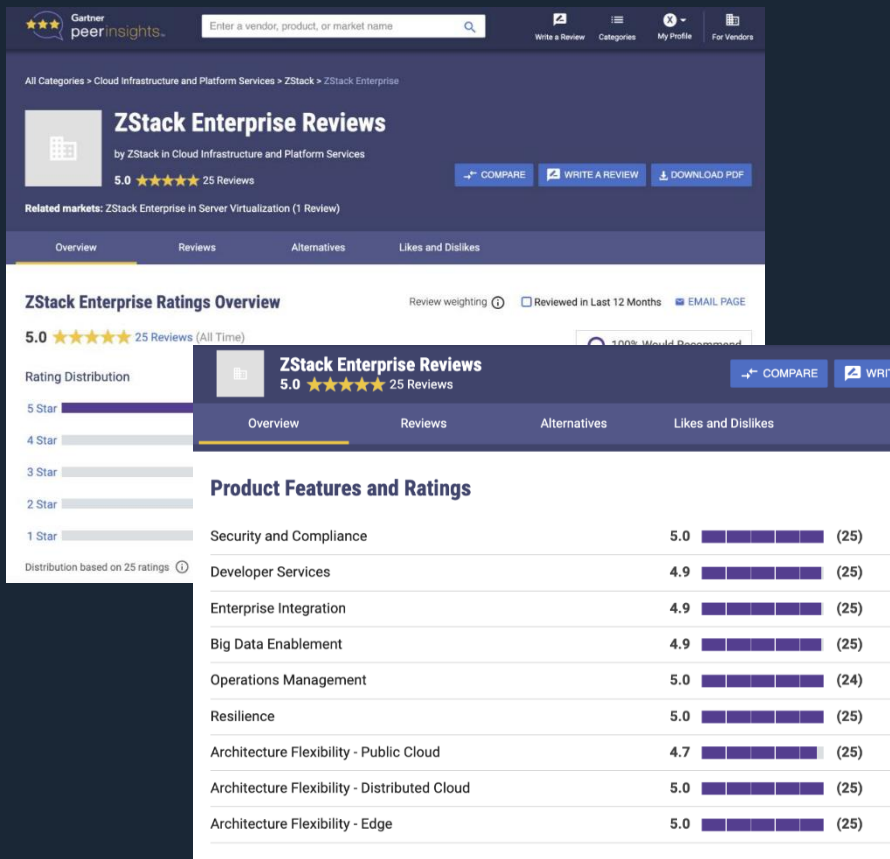 Gartner
peerinsights™
Enter a vendor, product, or market name
Write a Review
Categories
X
My Profile
For Vendors
All Categories > Cloud Infrastructure and Platform Services > ZStack > ZStack Enterprise
ZStack Enterprise Reviews
by ZStack in Cloud Infrastructure and Platform Services
5.0 25 Reviews
COMPARE
WRITE A REVIEW
DOWNLOAD PDF
Related markets: ZStack Enterprise in Server Virtualization (1 Review)
Overview
Reviews
Alternatives
Likes and Dislikes
ZStack Enterprise Ratings Overview
Review weighting
Reviewed in Last 12 Months
EMAIL PAGE
5.0 25 Reviews (All Time)
100% Would Recommend
Rating Distribution
5 Star
4 Star
3 Star
2 Star
1 Star
Distribution based on 25 ratings
ZStack Enterprise Reviews
5.0 25 Reviews
COMPARE
WRIT
Overview
Reviews
Alternatives
Likes and Dislikes
Product Features and Ratings
Security and Compliance 5.0 (25)
Developer Services 4.9 (25)
Enterprise Integration 4.9 (25)
Big Data Enablement 4.9 (25)
Operations Management 5.0 (24)
Resilience 5.0 (25)
Architecture Flexibility - Public Cloud 4.7 (25)
Architecture Flexibility - Distributed Cloud 5.0 (25)
Architecture Flexibility - Edge 5.0 (25)